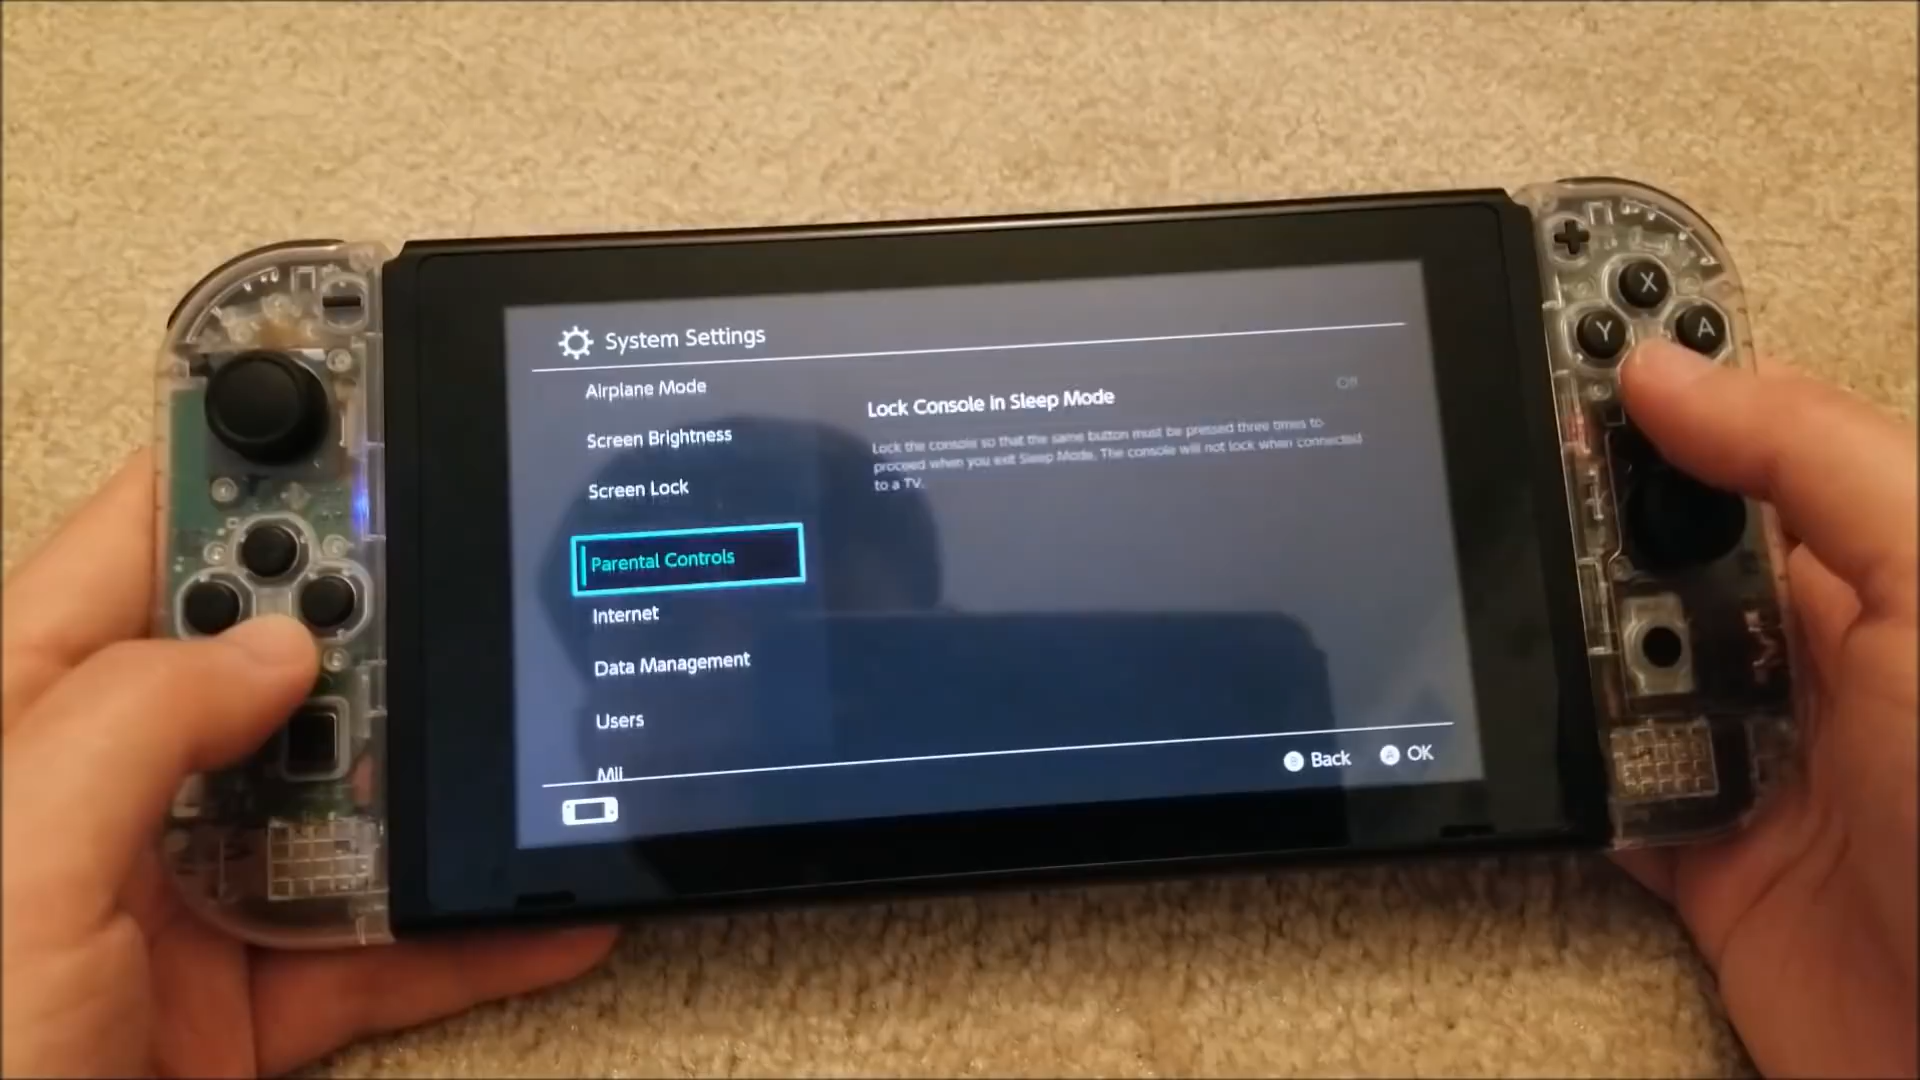 System Settings
Airplane Mode
Screen Brightness
Screen Lock
Parental Controls
Internet
Data Management
Users
Mii
Lock Console in Sleep Mode
Off
Lock the console so that the same button must be pressed three times to
proceed when you exit Sleep Mode. The console will not lock when connected
to a TV.
B Back
A OK
X
Y
A